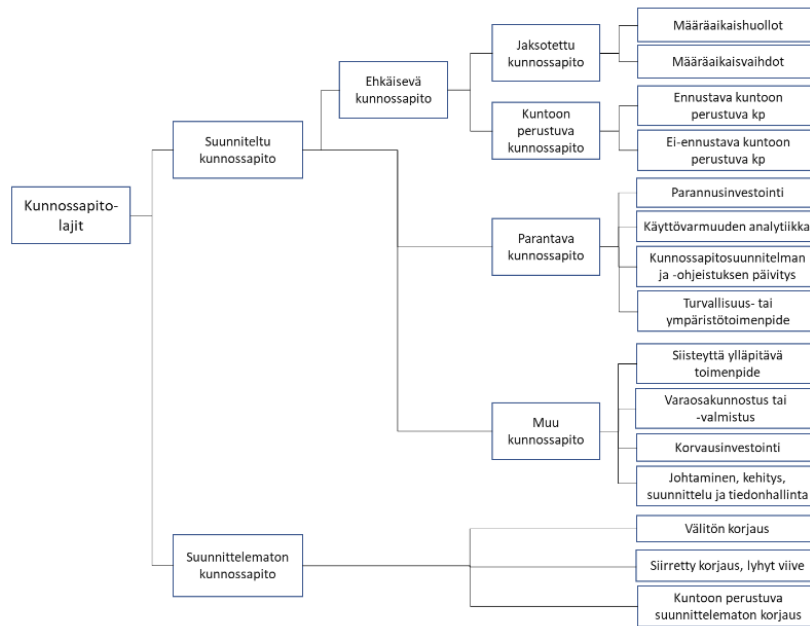 Kunnossapito-
lajit
Suunniteltu
kunnossapito
Ehkäisevä
kunnossapito
Jaksotettu
kunnossapito
Määräaikaishuollot
Määräaikaisvaihdot
Kuntoon
perustuva
kunnossapito
Ennustava kuntoon
perustuva kp
Ei-ennustava kuntoon
perustuva kp
Parantava
kunnossapito
Parannusinvestointi
Käyttövarmuuden analytiikka
Kunnossapitosuunnitelman
ja -ohjeistuksen päivitys
Turvallisuus- tai
ympäristötoimenpide
Muu
kunnossapito
Siisteyttä ylläpitävä
toimenpide
Varaosakunnostus tai
-valmistus
Korvausinvestointi
Johtaminen, kehitys,
suunnittelu ja tiedonhallinta
Suunnittelematon
kunnossapito
Välitön korjaus
Siirretty korjaus, lyhyt viive
Kuntoon perustuva
suunnittelematon korjaus